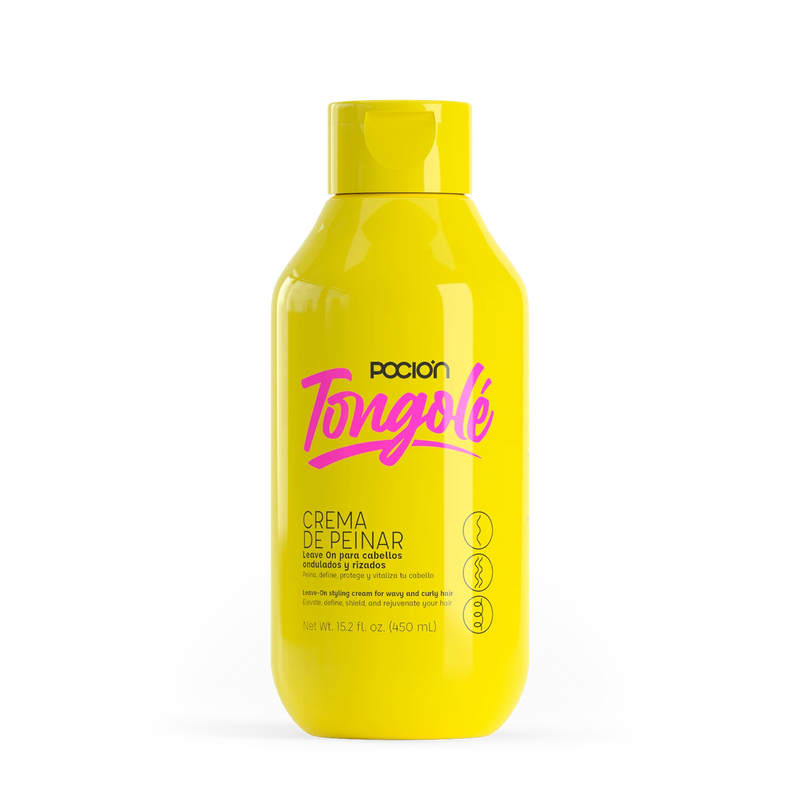 POCIÓN
Tongolé
CREMA
DE PEINAR
Leave On para cabellos
ondulados y rizados
Peina, define, protege y vitaliza tu cabello
Leave-On styling cream for wavy and curly hair
Elevate, define, shield, and rejuvenate your hair
Net Wt. 15.2 fl. oz. (450 mL)